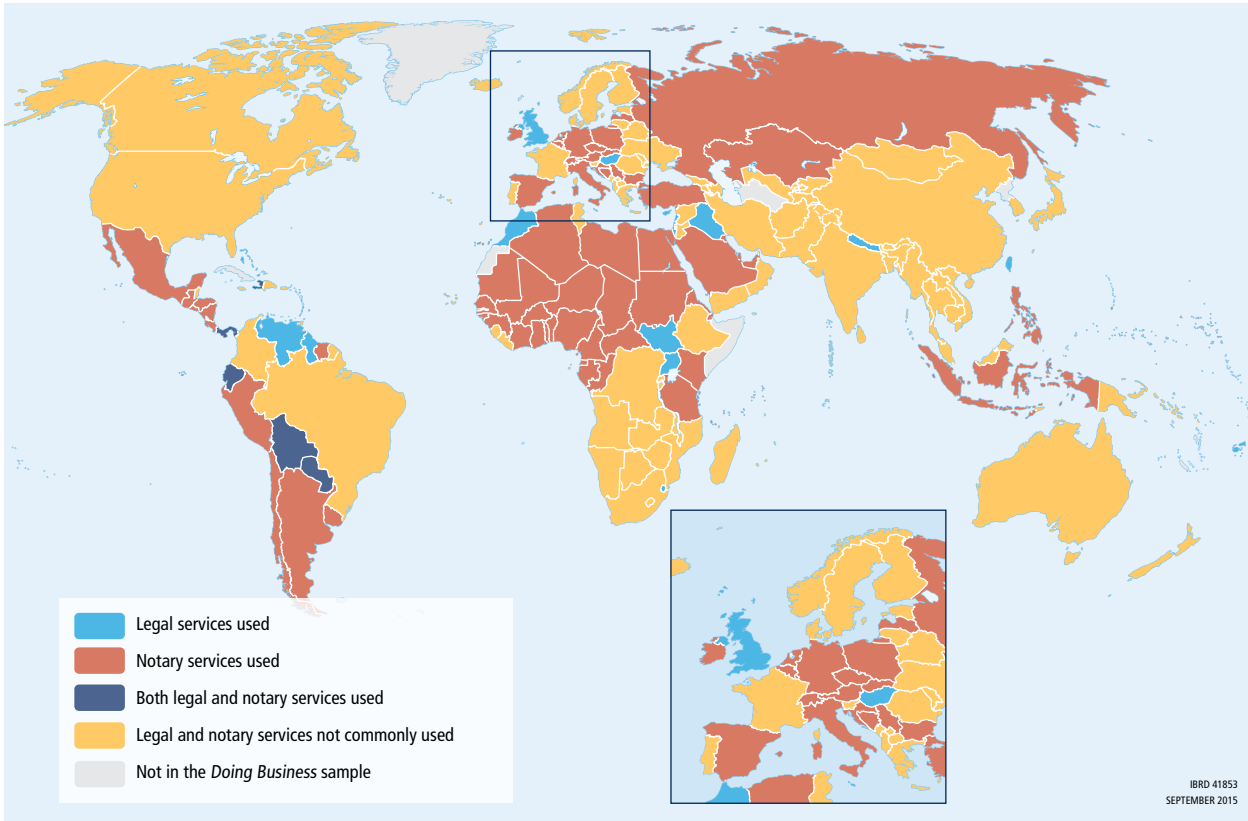 Legal services used
Notary services used
Both legal and notary services used
Legal and notary services not commonly used
Not in the Doing Business sample
IBRD 41853
SEPTEMBER 2015